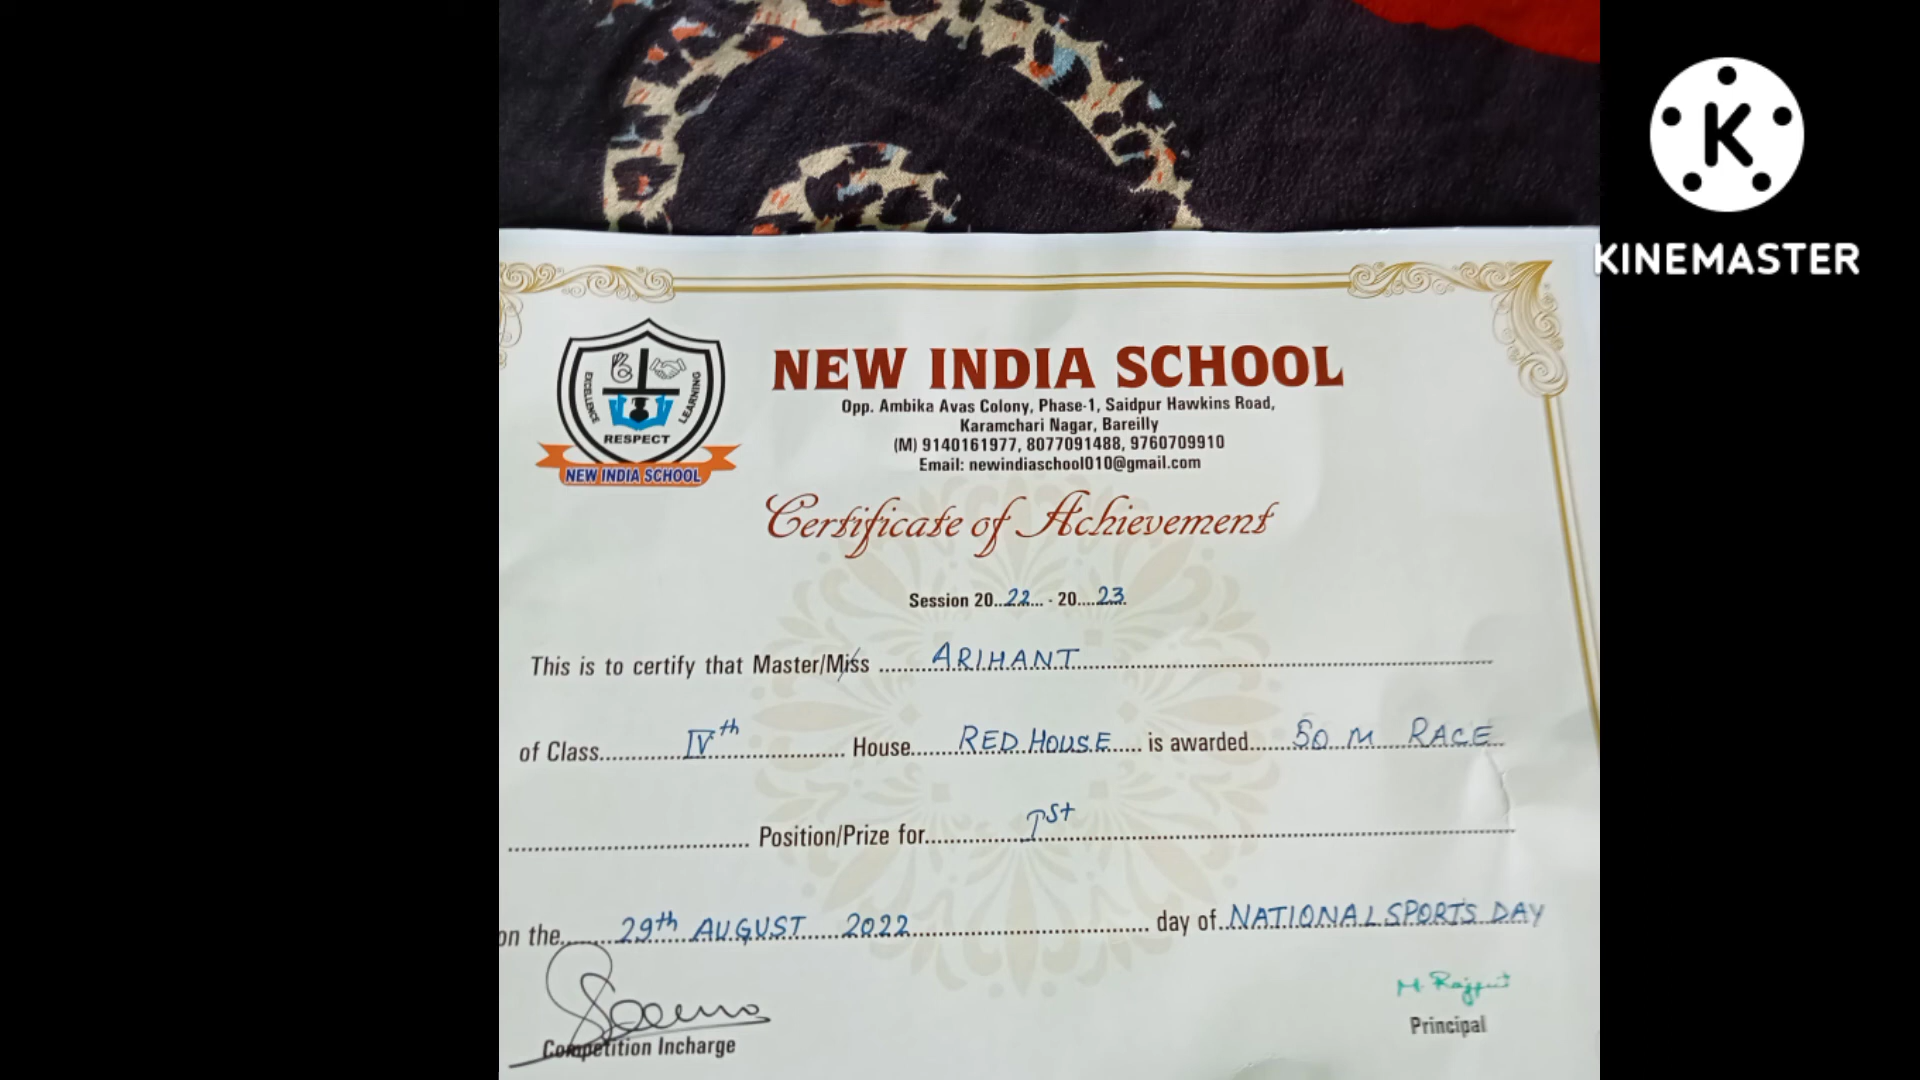 KINEMASTER
EXCELLENCE
LEARNING
RESPECT
NEW INDIA SCHOOL
NEW INDIA SCHOOL
Opp. Ambika Avas Colony, Phase-1, Saidpur Hawkins Road,
Karamchari Nagar, Bareilly
(M) 9140161977, 8077091488, 9760709910
Email: newindiaschool010@gmail.com
Certificate of Achievement
Session 20..22... - 20....23.
This is to certify that Master/Miss ....... ARIHANT
of Class.......... IVth .......... House....... RED HOUSE ..... is awarded...... 50 M RACE
Position/Prize for.......... Ist
on the........ 29th AUGUST 2022 .......... day of.. NATIONAL SPORTS DAY
Seema
M. Rajput
Competition Incharge
Principal